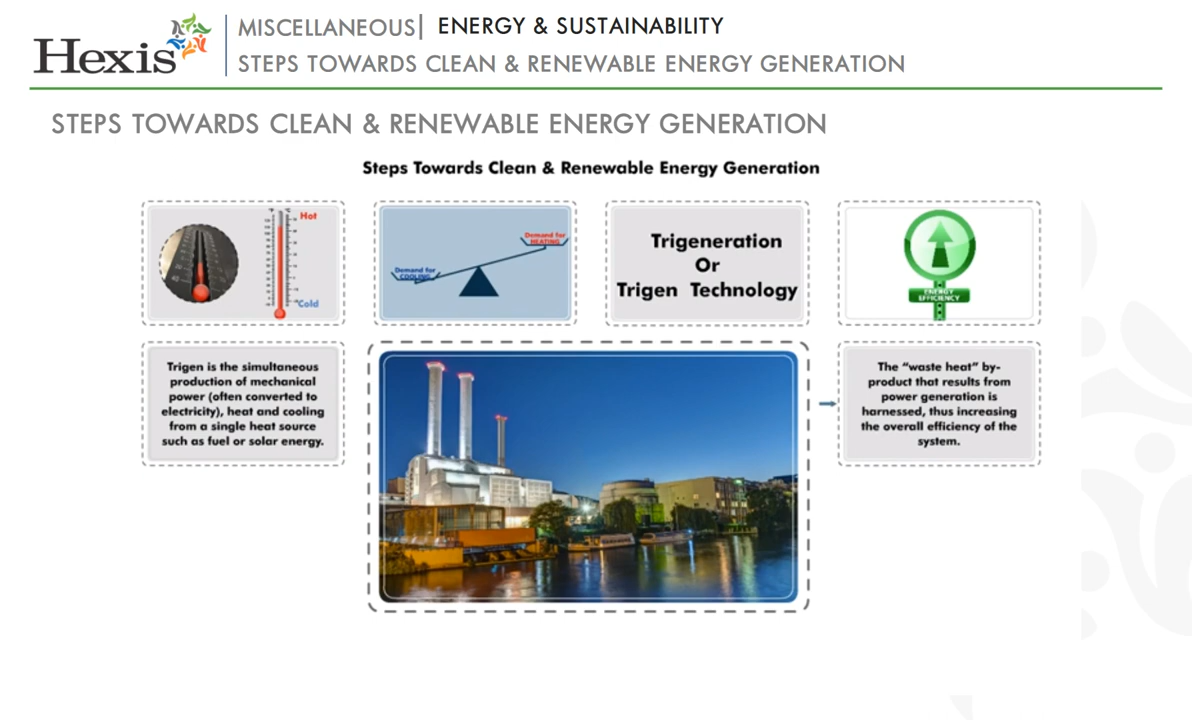 Hexis
MISCELLANEOUS| ENERGY & SUSTAINABILITY
STEPS TOWARDS CLEAN & RENEWABLE ENERGY GENERATION
STEPS TOWARDS CLEAN & RENEWABLE ENERGY GENERATION
Steps Towards Clean & Renewable Energy Generation
Hot
Cold
Demand for
HEATING
Demand for
COOLING
Trigeneration
Or
Trigen Technology
ENERGY
EFFICIENCY
Trigen is the simultaneous
production of mechanical
power (often converted to
electricity), heat and cooling
from a single heat source
such as fuel or solar energy.
The “waste heat” by-
product that results from
power generation is
harnessed, thus increasing
the overall efficiency of the
system.